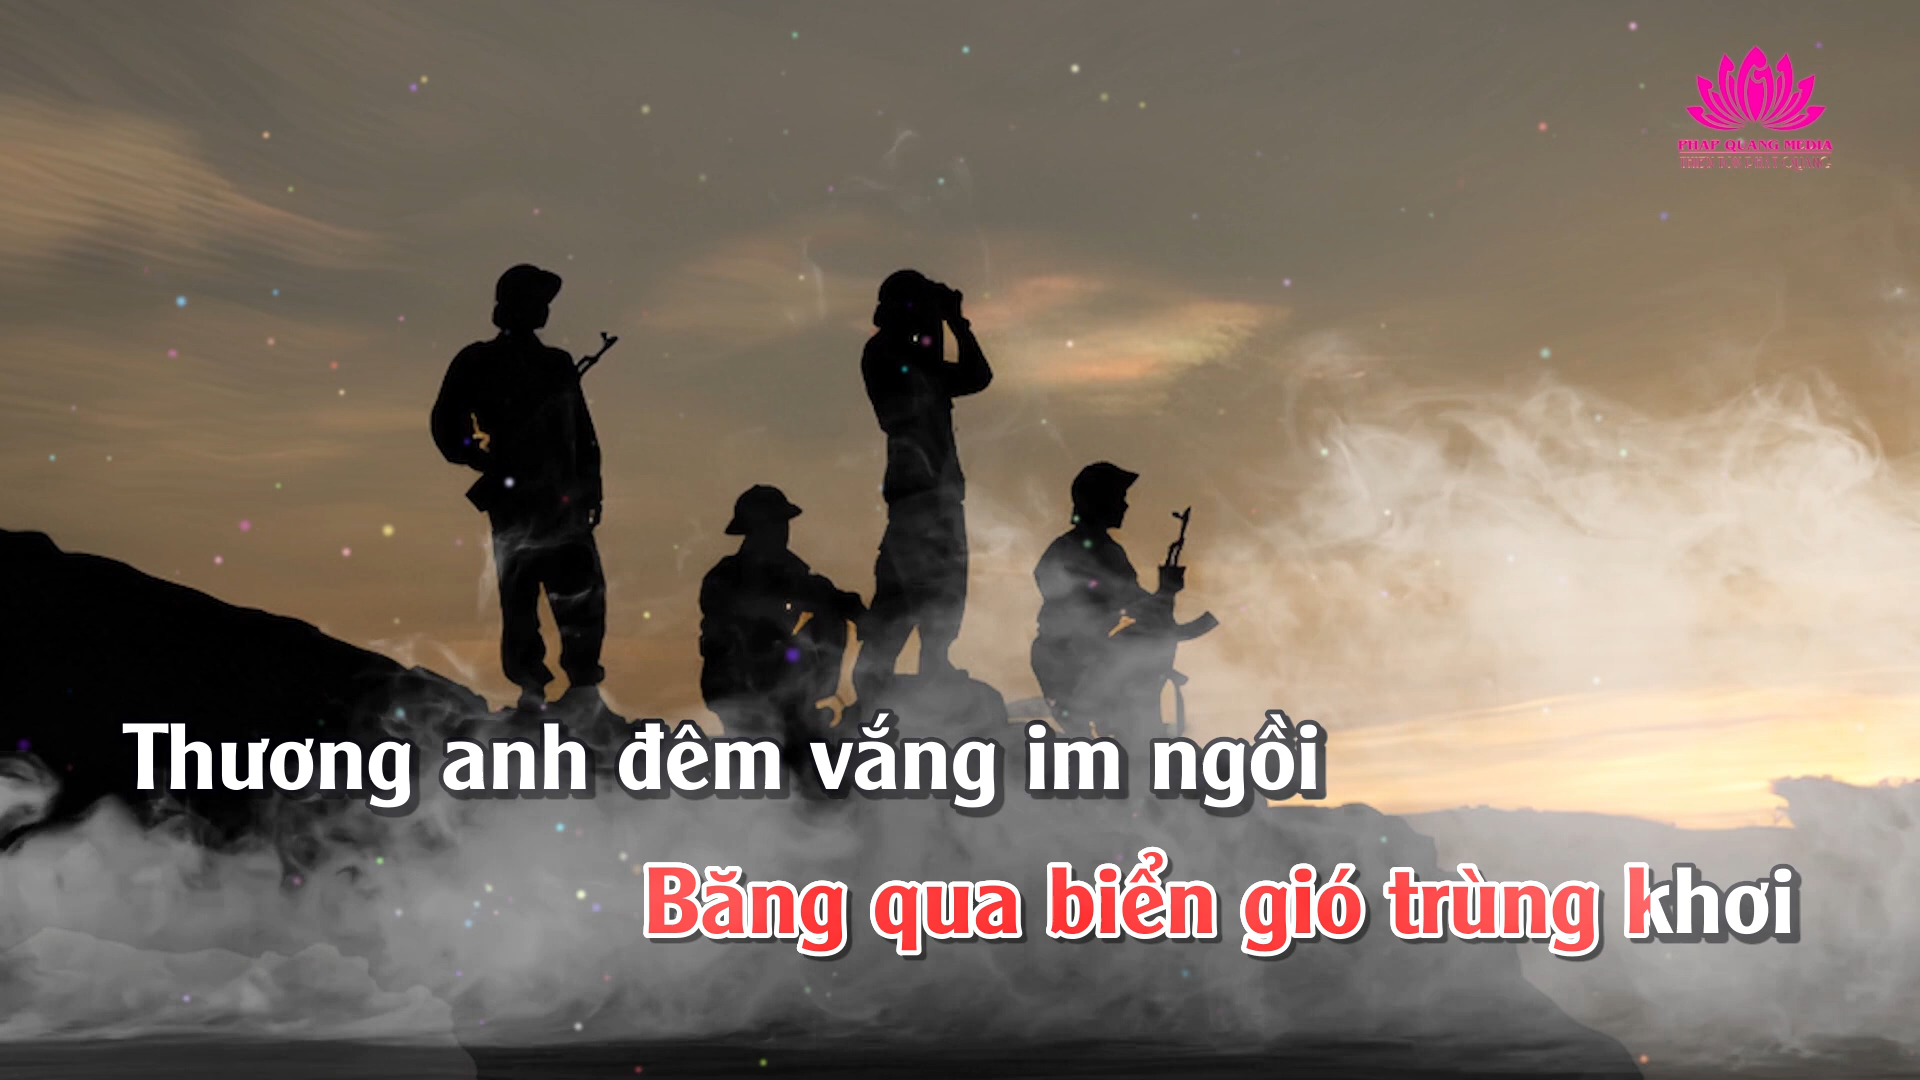 PHAP QUANG MEDIA
Thương anh đêm vắng im ngồi
Băng qua biển gió trùng khơi